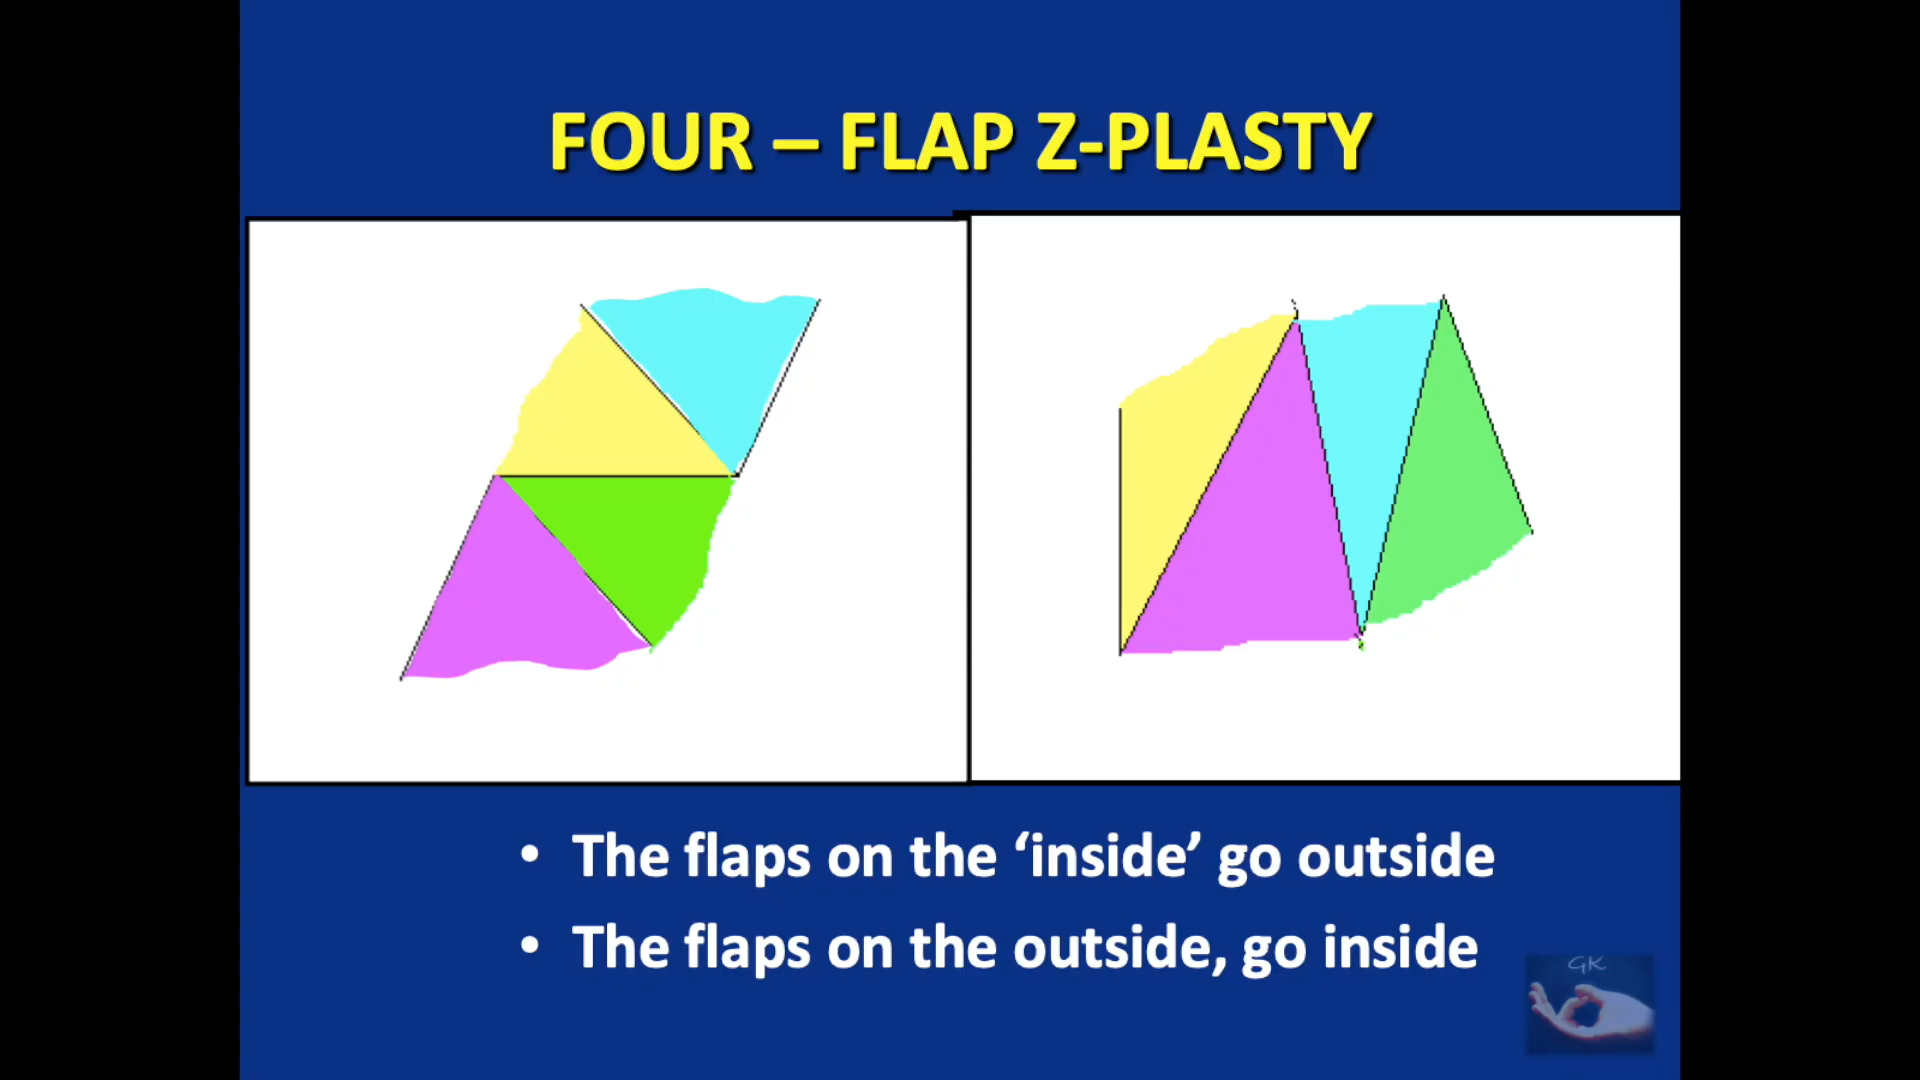 FOUR – FLAP Z-PLASTY
• The flaps on the ‘inside’ go outside
• The flaps on the outside, go inside
GK